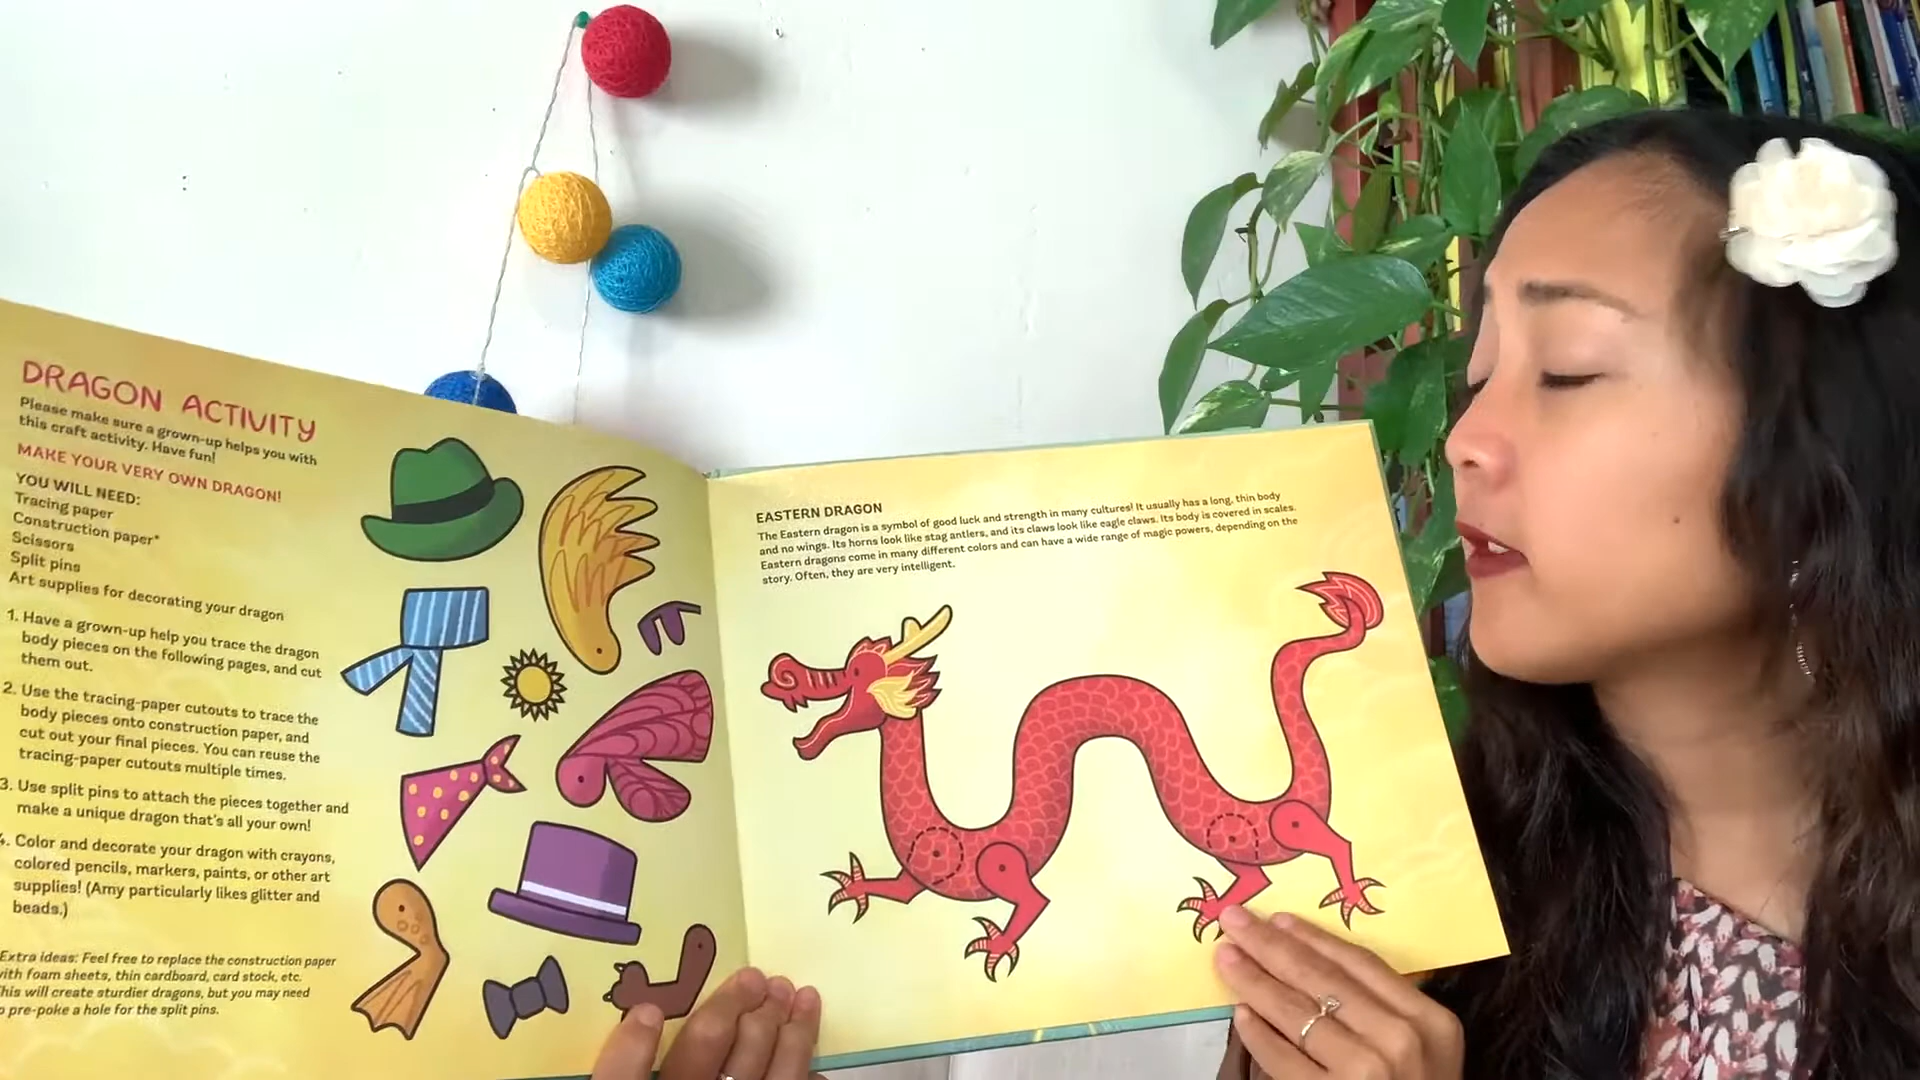 DRAGON ACTIVITY
Please make sure a grown-up helps you with
this craft activity. Have fun!
MAKE YOUR VERY OWN DRAGON!
YOU WILL NEED:
Tracing paper
Construction paper*
Scissors
Split pins
Art supplies for decorating your dragon
1. Have a grown-up help you trace the dragon
body pieces on the following pages, and cut
them out.
2. Use the tracing-paper cutouts to trace the
body pieces onto construction paper, and
cut out your final pieces. You can reuse the
tracing-paper cutouts multiple times.
3. Use split pins to attach the pieces together and
make a unique dragon that's all your own!
4. Color and decorate your dragon with crayons,
colored pencils, markers, paints, or other art
supplies! (Amy particularly likes glitter and
beads.)
Extra ideas: Feel free to replace the construction paper
with foam sheets, thin cardboard, card stock, etc.
This will create sturdier dragons, but you may need
to pre-poke a hole for the split pins.
EASTERN DRAGON
The Eastern dragon is a symbol of good luck and strength in many cultures! It usually has a long, thin body
and no wings. Its horns look like stag antlers, and its claws look like eagle claws. Its body is covered in scales.
Eastern dragons come in many different colors and can have a wide range of magic powers, depending on the
story. Often, they are very intelligent.